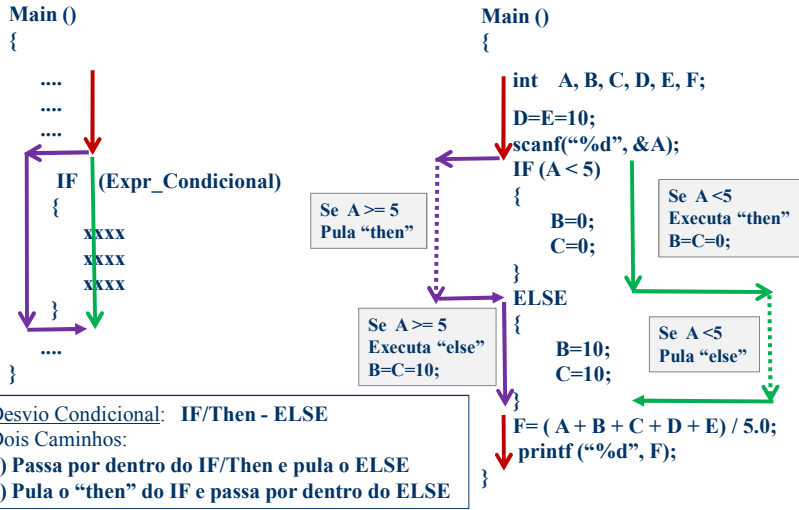 Main ()
{
....
....
....
IF (Expr_Condicional)
{
xxxx
xxxx
xxxx
}
....
}
Main ()
{
int A, B, C, D, E, F;
D=E=10;
scanf(“%d”, &A);
IF (A < 5)
{
B=0;
C=0;
}
ELSE
{
B=10;
C=10;
}
F= ( A + B + C + D + E) / 5.0;
printf (“%d”, F);
}
Se A >= 5
Pula “then”
Se A <5
Executa “then”
B=C=0;
Se A >= 5
Executa “else”
B=C=10;
Se A <5
Pula “else”
Desvio Condicional: IF/Then - ELSE
Dois Caminhos:
) Passa por dentro do IF/Then e pula o ELSE
) Pula o “then” do IF e passa por dentro do ELSE